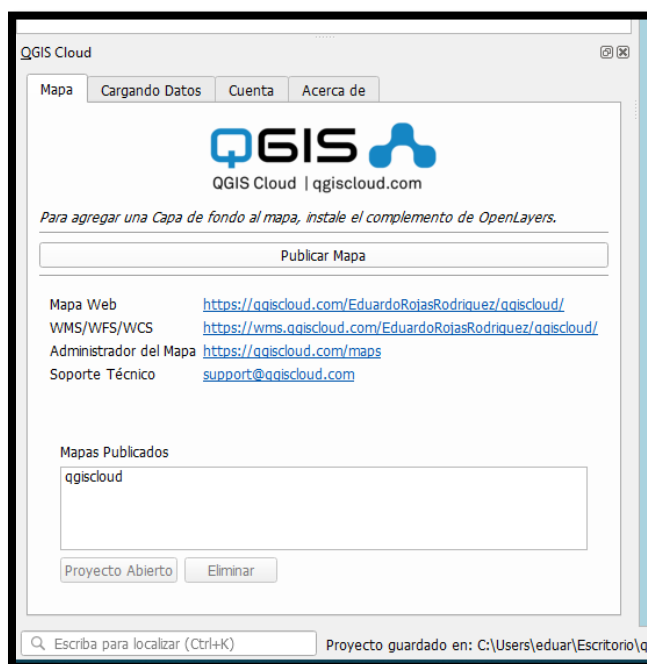 QGIS Cloud
Mapa Cargando Datos Cuenta Acerca de
QGIS
QGIS Cloud | qgiscloud.com
Para agregar una Capa de fondo al mapa, instale el complemento de OpenLayers.
Publicar Mapa
Mapa Web https://qgiscloud.com/EduardoRojasRodriguez/qgiscloud/
WMS/WFS/WCS https://wms.qgiscloud.com/EduardoRojasRodriguez/qgiscloud/
Administrador del Mapa https://qgiscloud.com/maps
Soporte Técnico support@qgiscloud.com
Mapas Publicados
qgiscloud
Proyecto Abierto Eliminar
Escriba para localizar (Ctrl+K) Proyecto guardado en: C:\Users\eduar\Escritorio\q